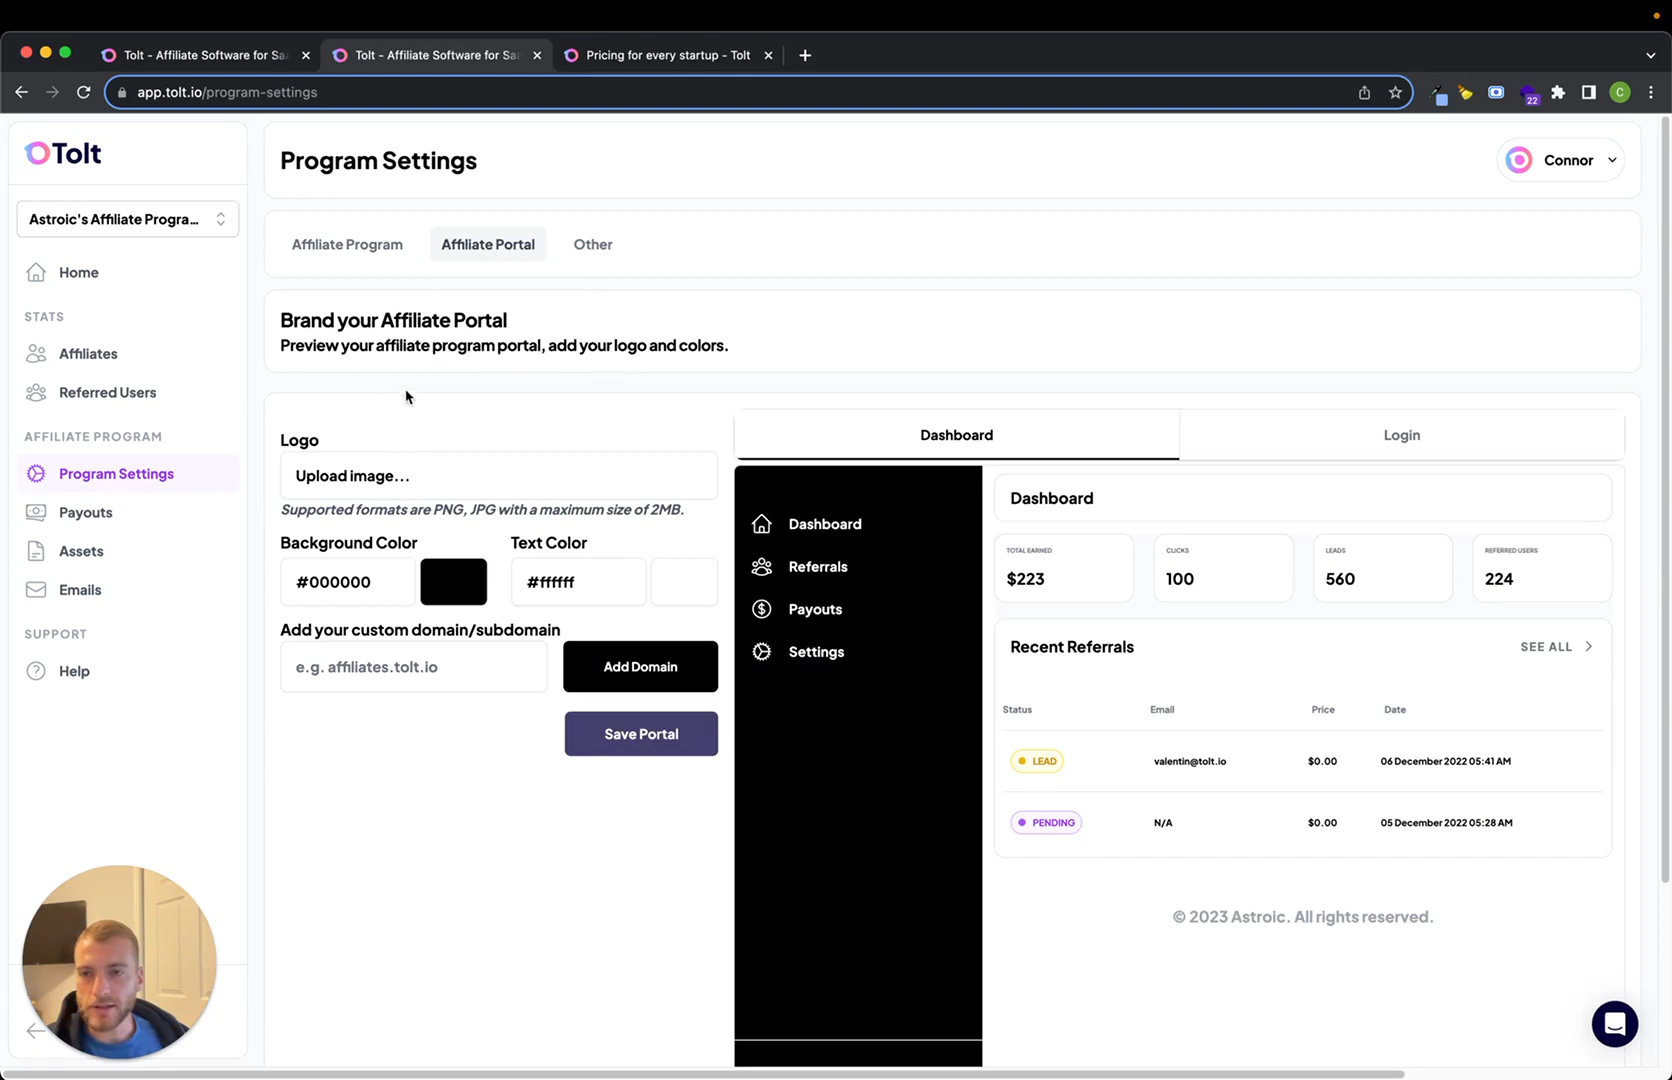 Tolt - Affiliate Software for Sa
Tolt - Affiliate Software for Saa
Pricing for every startup - Tolt
app.tolt.io/program-settings
22
C
Tolt
Program Settings
Connor
Astroic's Affiliate Progra...
Affiliate Program
Affiliate Portal
Other
Home
STATS
Brand your Affiliate Portal
Preview your affiliate program portal, add your logo and colors.
Affiliates
Referred Users
AFFILIATE PROGRAM
Program Settings
Payouts
Assets
Emails
SUPPORT
Help
Logo
Upload image...
Supported formats are PNG, JPG with a maximum size of 2MB.
Background Color
Text Color
#000000
#ffffff
Add your custom domain/subdomain
e.g. affiliates.tolt.io
Add Domain
Save Portal
Dashboard
Login
Dashboard
Referrals
Payouts
Settings
Dashboard
TOTAL EARNED
$223
CLICKS
100
LEADS
560
REFERRED USERS
224
Recent Referrals
SEE ALL
Status Email Price Date
LEAD valentin@tolt.io $0.00 06 December 2022 05:41 AM
PENDING N/A $0.00 05 December 2022 05:28 AM
© 2023 Astroic. All rights reserved.